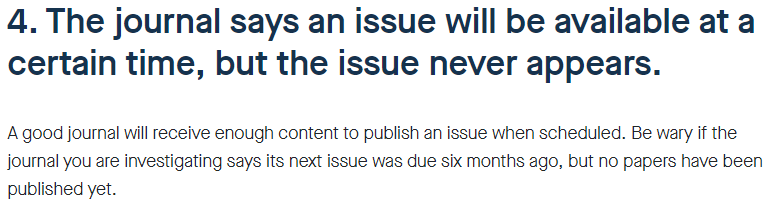 4. The journal says an issue will be available at a
certain time, but the issue never appears.
A good journal will receive enough content to publish an issue when scheduled. Be wary if the
journal you are investigating says its next issue was due six months ago, but no papers have been
published yet.